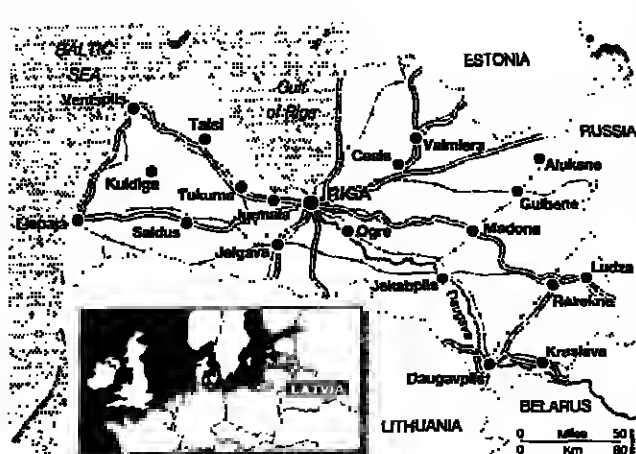 BALTIC
SEA
ESTONIA
Gulf
of Riga
Ventspils
Talsi
Valmiera
RUSSIA
Cesis
Aluksne
Kuldiga
Tukums
RIGA
Gulbene
Liepaja
Jurmala
Saldus
Ogre
Madona
Jelgava
Ludza
Jekabpils
Rezekne
Daugava
Kraslava
Daugavpils
LATVIA
BELARUS
LITHUANIA
0 Miles 50
0 Km 80